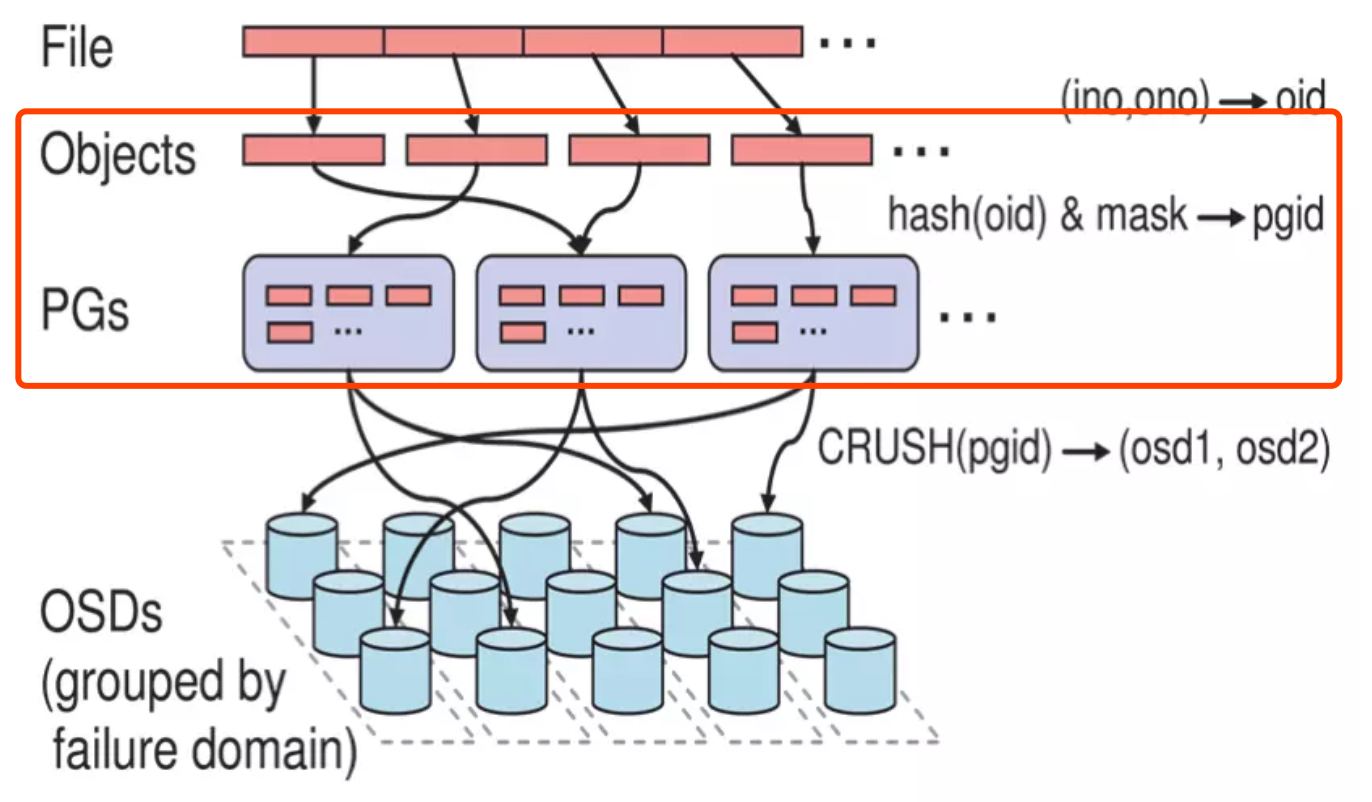 File
...
(ino,ono) → oid
Objects
...
hash(oid) & mask → pgid
PGs
... ... ...
...
CRUSH(pgid) → (osd1, osd2)
OSDs
(grouped by
failure domain)